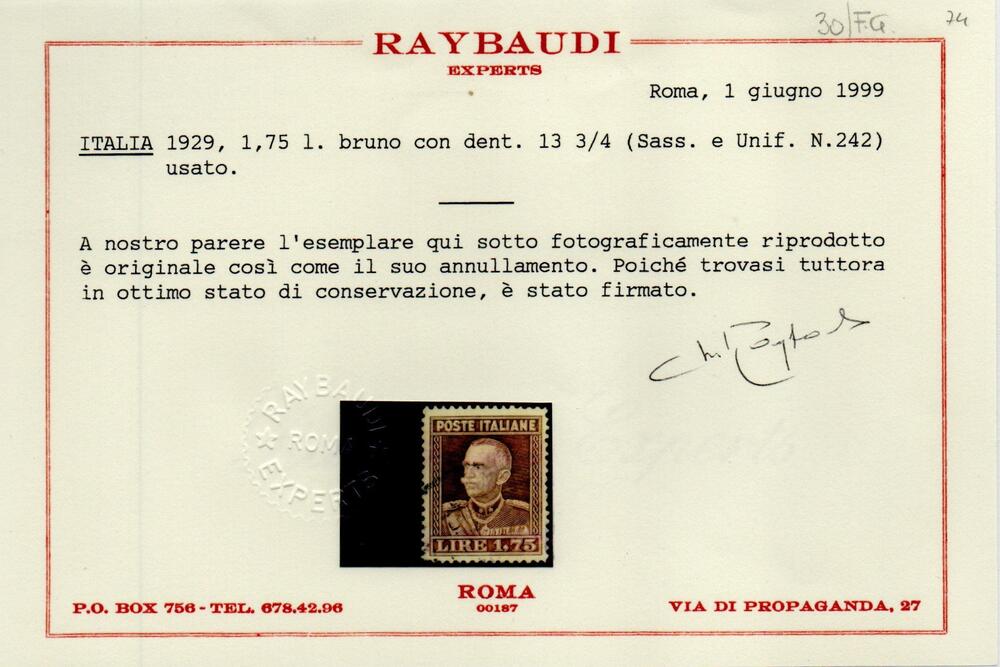 30/F.G. 74
RAYBAUDI
EXPERTS
Roma, 1 giugno 1999
ITALIA 1929, 1,75 l. bruno con dent. 13 3/4 (Sass. e Unif. N.242)
usato.
A nostro parere l'esemplare qui sotto fotograficamente riprodotto
è originale così come il suo annullamento. Poiché trovasi tuttora
in ottimo stato di conservazione, è stato firmato.
RAYBAUDI
ROMA
EXPERTS
POSTE ITALIANE
LIRE 1,75
P.O. BOX 756 - TEL. 678.42.96
ROMA
00187
VIA DI PROPAGANDA, 27